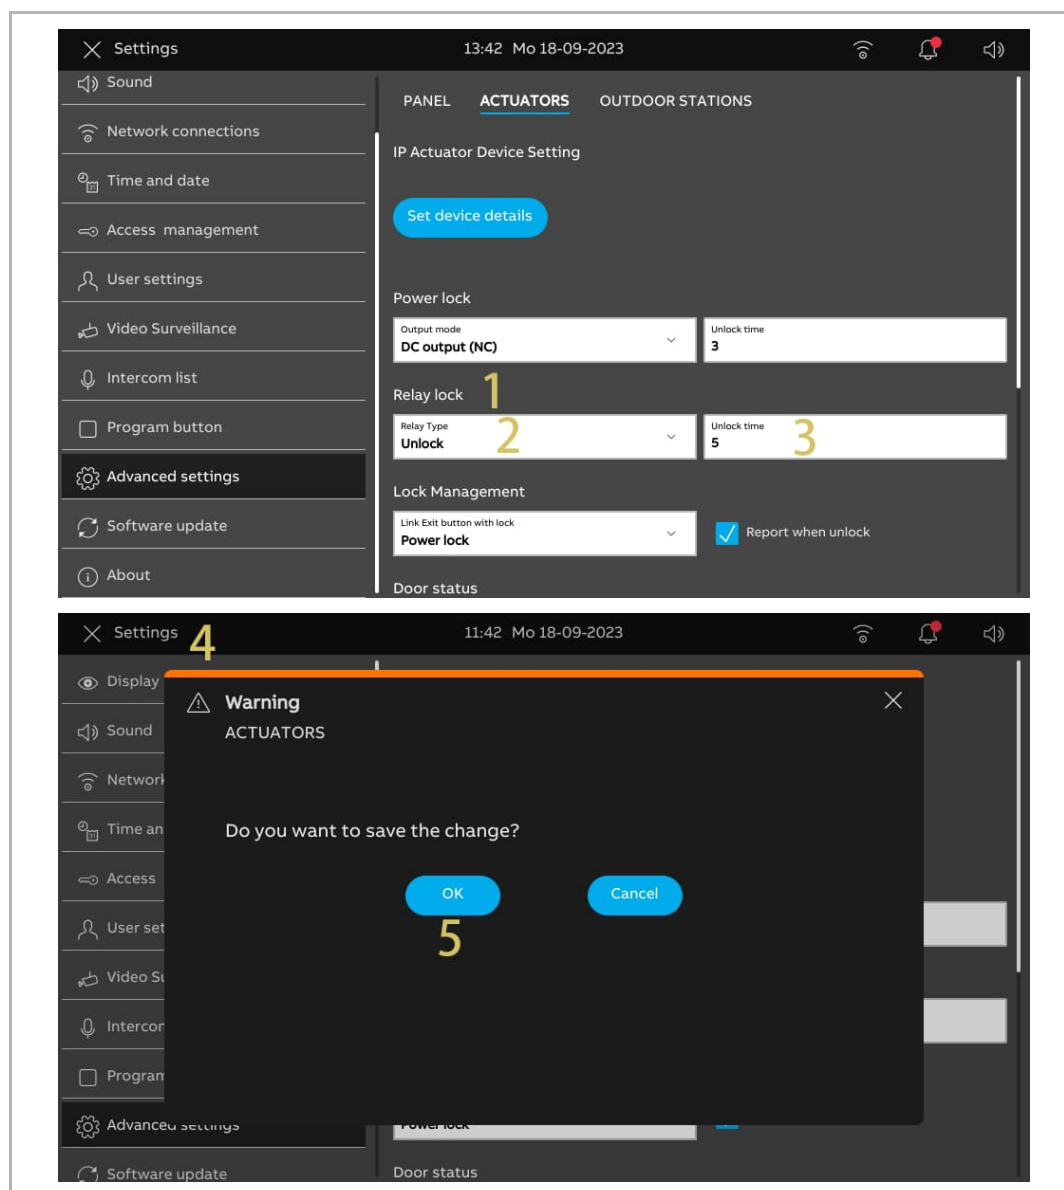 Settings
13:42 Mo 18-09-2023
Sound
Network connections
Time and date
Access management
User settings
Video Surveillance
Intercom list
Program button
Advanced settings
Software update
About
PANEL ACTUATORS OUTDOOR STATIONS
IP Actuator Device Setting
Set device details
Power lock
Output mode
DC output (NC)
Unlock time
3
Relay lock 1
Relay Type
Unlock 2
Unlock time
5 3
Lock Management
Link Exit button with lock
Power lock
Report when unlock
Door status
Settings 4
11:42 Mo 18-09-2023
Display
Sound
Network
Time an
Access
User set
Video Su
Intercor
Program
Advanced settings
Software update
Warning
ACTUATORS
Do you want to save the change?
OK Cancel
5
Power lock
Door status